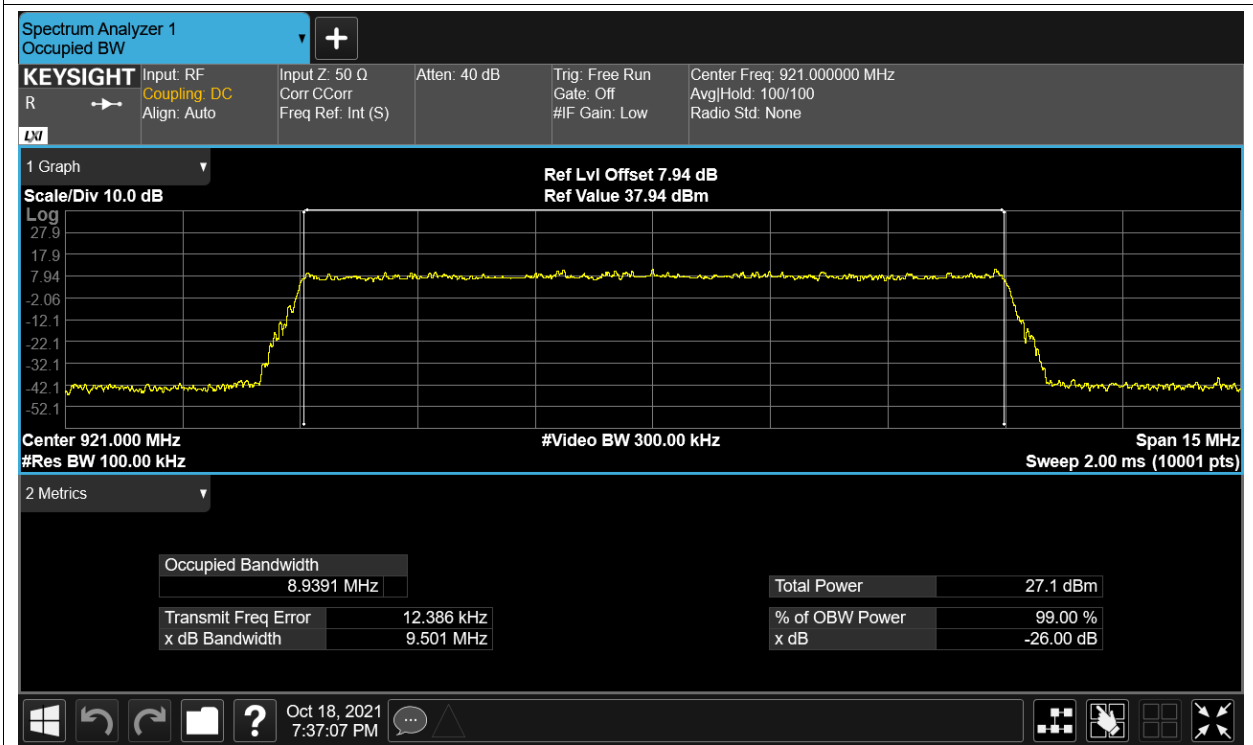 Spectrum Analyzer 1
Occupied BW
KEYSIGHT
R
LXI
Input: RF
Coupling: DC
Align: Auto
Input Z: 50 Ω
Corr CCorr
Freq Ref: Int (S)
Atten: 40 dB
Trig: Free Run
Gate: Off
#IF Gain: Low
Center Freq: 921.000000 MHz
Avg|Hold: 100/100
Radio Std: None
1 Graph
Scale/Div 10.0 dB
Ref Lvl Offset 7.94 dB
Ref Value 37.94 dBm
Log
27.9
17.9
7.94
-2.06
-12.1
-22.1
-32.1
-42.1
-52.1
Center 921.000 MHz
#Res BW 100.00 kHz
#Video BW 300.00 kHz
Span 15 MHz
Sweep 2.00 ms (10001 pts)
2 Metrics
Occupied Bandwidth
8.9391 MHz
Transmit Freq Error 12.386 kHz
x dB Bandwidth 9.501 MHz
Total Power 27.1 dBm
% of OBW Power 99.00 %
x dB -26.00 dB
?
Oct 18, 2021
7:37:07 PM